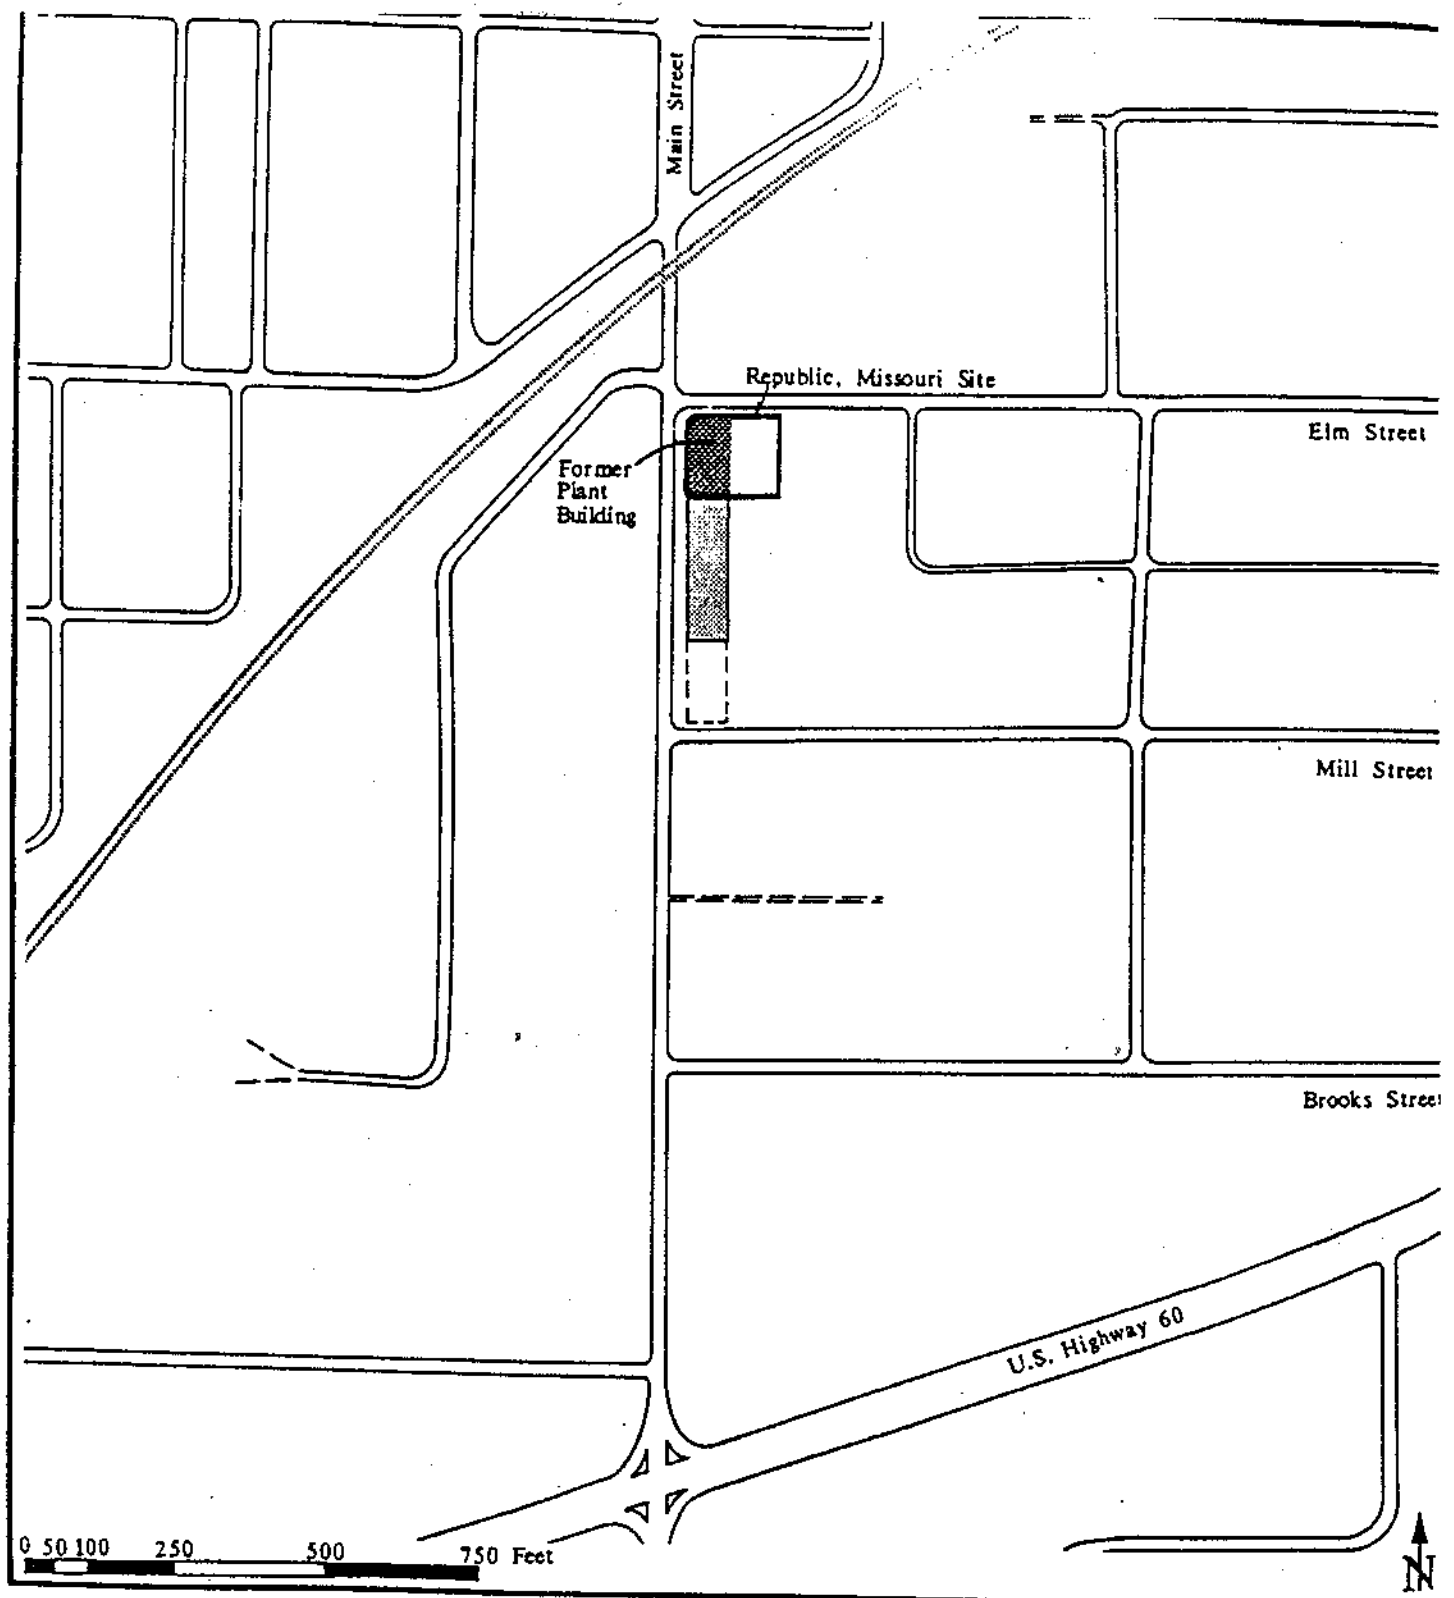 Main Street
Republic, Missouri Site
Elm Street
Former
Plant
Building
Mill Street
Brooks Street
U.S. Highway 60
0 50 100 250 500 750 Feet
N